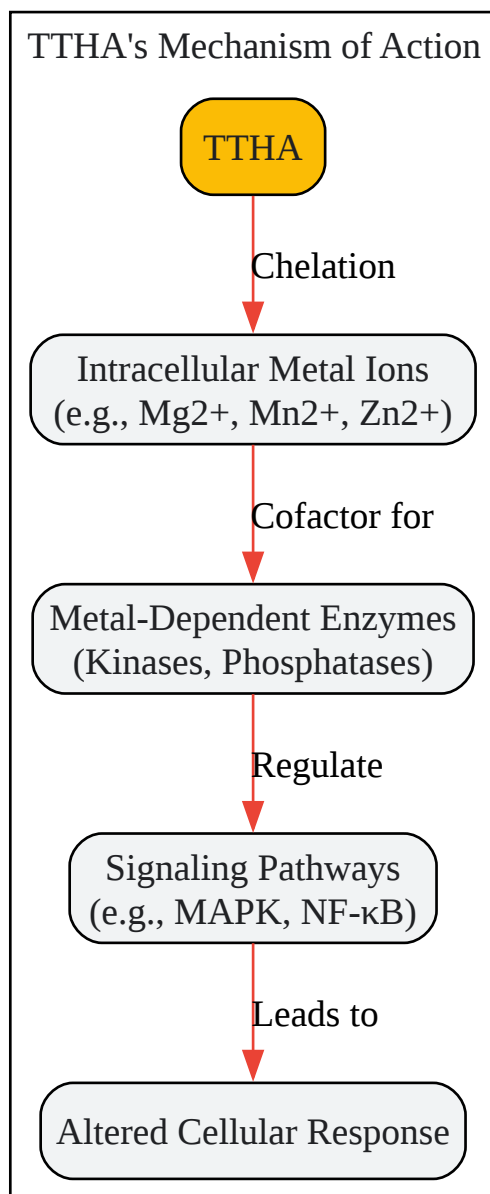 TTHA's Mechanism of Action
TTHA
Chelation
Intracellular Metal Ions
(e.g., Mg2+, Mn2+, Zn2+)
Cofactor for
Metal-Dependent Enzymes
(Kinases, Phosphatases)
Regulate
Signaling Pathways
(e.g., MAPK, NF-κB)
Leads to
Altered Cellular Response